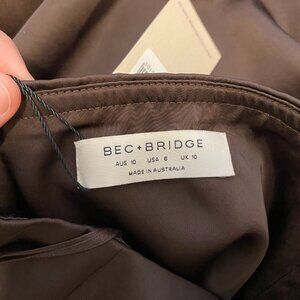 BEC + BRIDGE
AUS 10 USA 6 UK 10
MADE IN AUSTRALIA